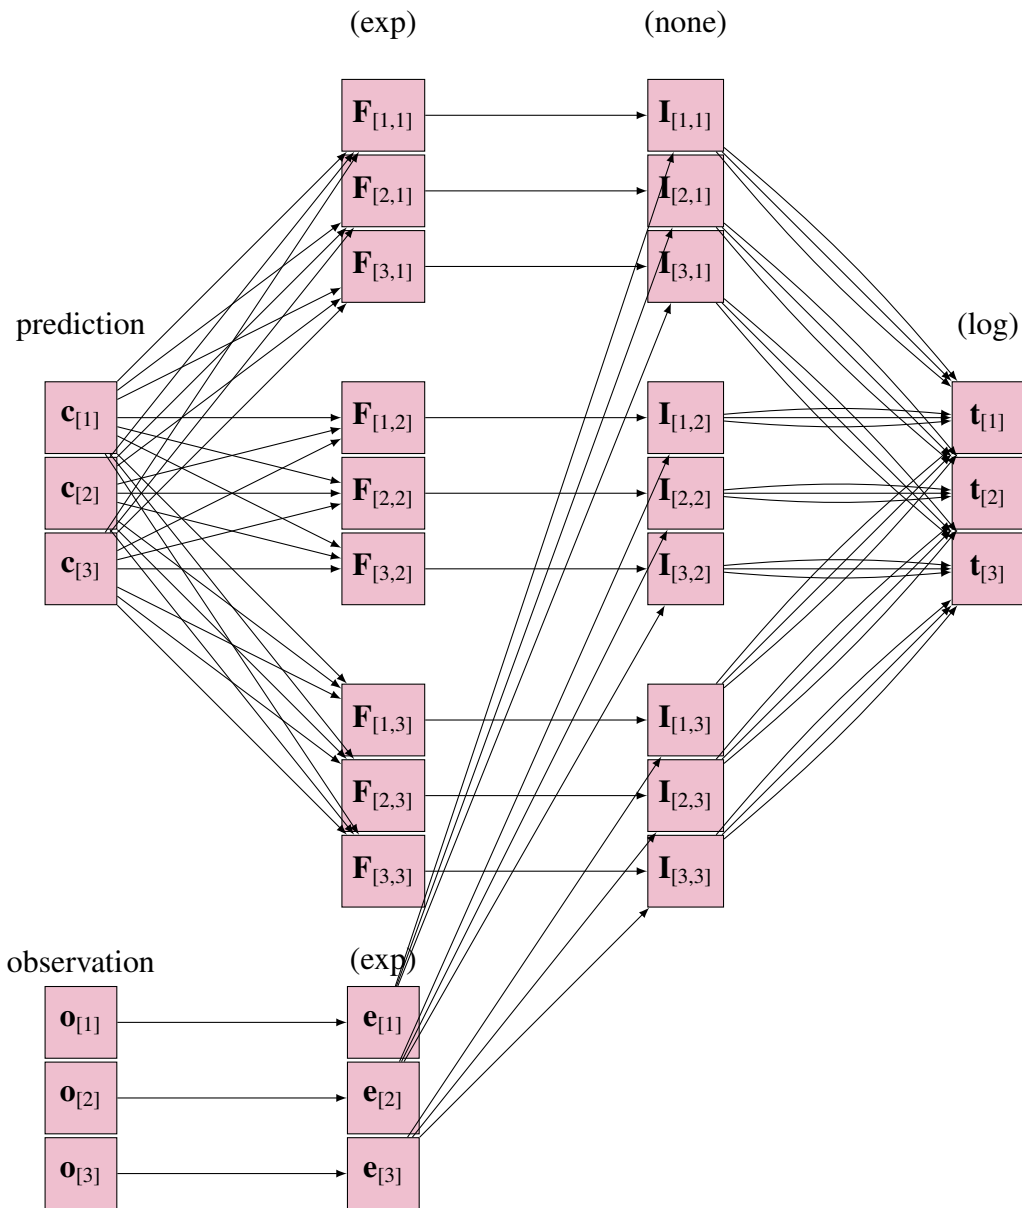 (exp)
(none)
F[1,1]
I[1,1]
F[2,1]
I[2,1]
F[3,1]
I[3,1]
prediction
(log)
c[1]
F[1,2]
I[1,2]
t[1]
c[2]
F[2,2]
I[2,2]
t[2]
c[3]
F[3,2]
I[3,2]
t[3]
F[1,3]
I[1,3]
F[2,3]
I[2,3]
F[3,3]
I[3,3]
observation
(exp)
o[1]
e[1]
o[2]
e[2]
o[3]
e[3]